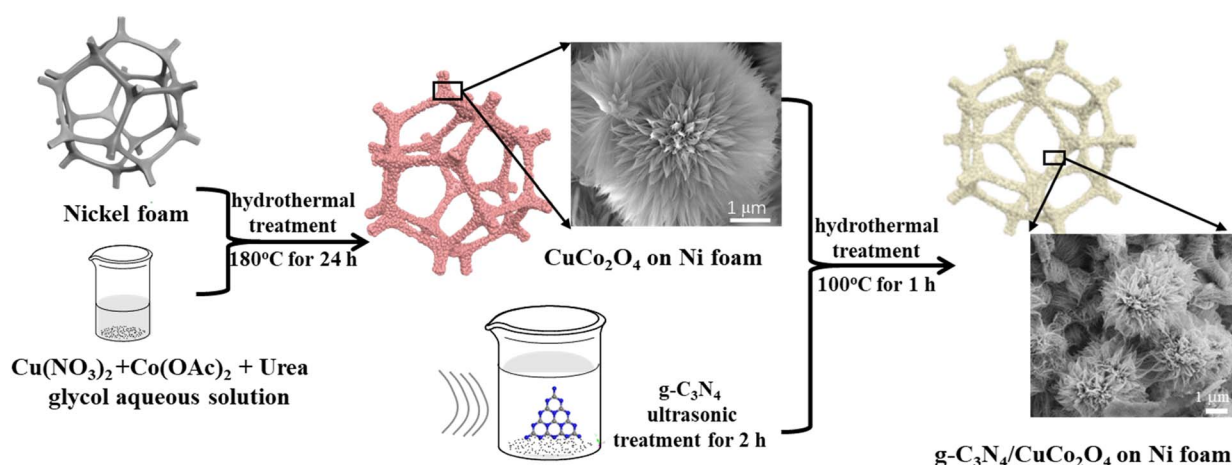 Nickel foam
Cu(NO₃)₂ +Co(OAc)₂ + Urea
glycol aqueous solution
hydrothermal
treatment
180°C for 24 h
1 μm
CuCo₂O₄ on Ni foam
g-C₃N₄
ultrasonic
treatment for 2 h
hydrothermal
treatment
100°C for 1 h
1 μm
g-C₃N₄/CuCo₂O₄ on Ni foam